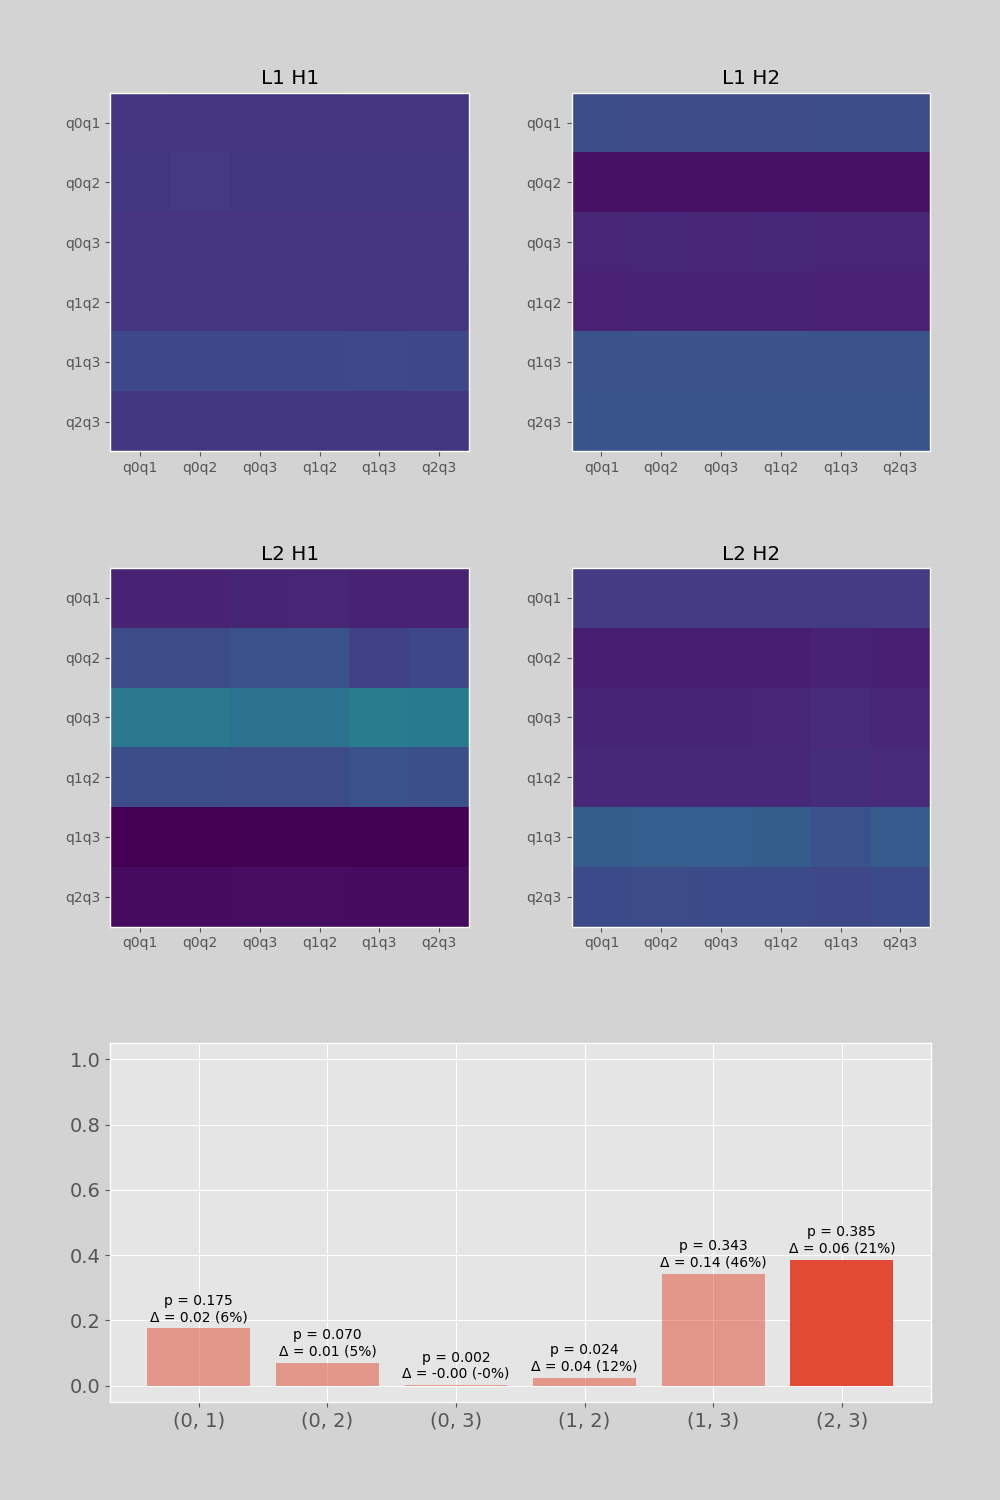 L1 H1
q0q1
q0q2
q0q3
q1q2
q1q3
q2q3
q0q1 q0q2 q0q3 q1q2 q1q3 q2q3
L1 H2
q0q1
q0q2
q0q3
q1q2
q1q3
q2q3
q0q1 q0q2 q0q3 q1q2 q1q3 q2q3
L2 H1
q0q1
q0q2
q0q3
q1q2
q1q3
q2q3
q0q1 q0q2 q0q3 q1q2 q1q3 q2q3
L2 H2
q0q1
q0q2
q0q3
q1q2
q1q3
q2q3
q0q1 q0q2 q0q3 q1q2 q1q3 q2q3
1.0
0.8
0.6
0.4
0.2
0.0
p = 0.175
Δ = 0.02 (6%)
p = 0.070
Δ = 0.01 (5%)
p = 0.002
Δ = -0.00 (-0%)
p = 0.024
Δ = 0.04 (12%)
p = 0.343
Δ = 0.14 (46%)
p = 0.385
Δ = 0.06 (21%)
(0, 1) (0, 2) (0, 3) (1, 2) (1, 3) (2, 3)